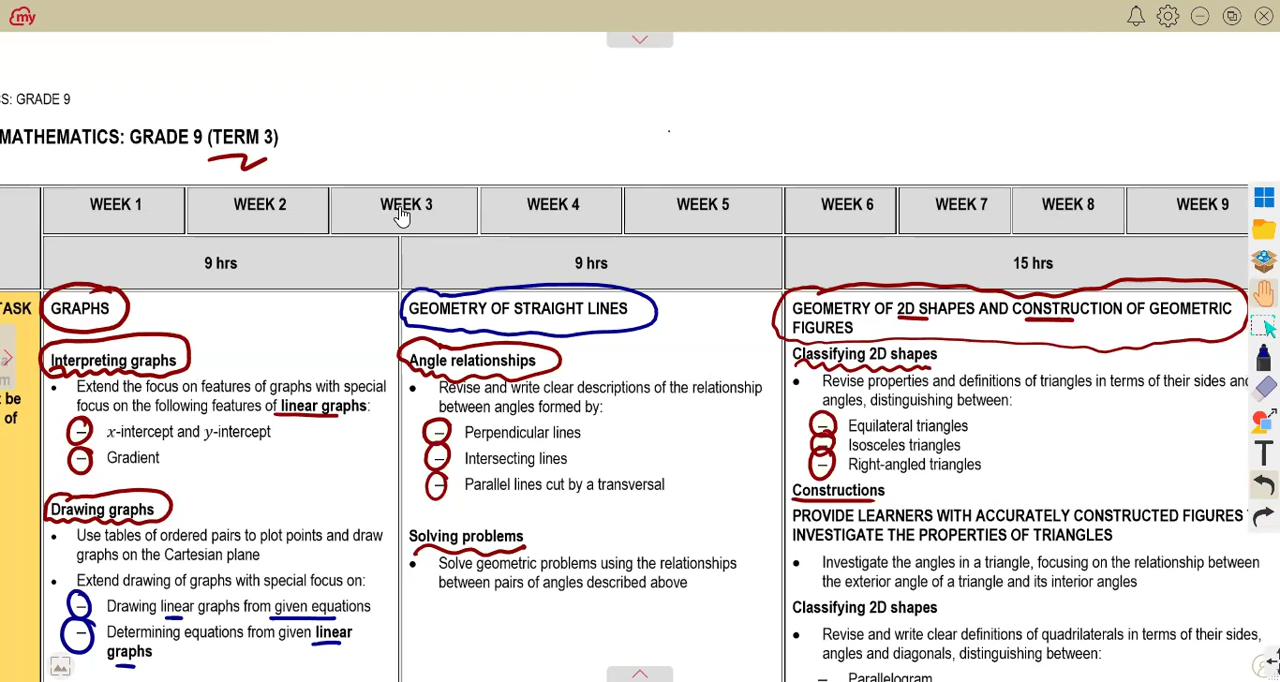 my
S: GRADE 9
MATHEMATICS: GRADE 9 (TERM 3)
WEEK 1 WEEK 2 WEEK 3 WEEK 4 WEEK 5 WEEK 6 WEEK 7 WEEK 8 WEEK 9
9 hrs 9 hrs 15 hrs
TASK
m
t be
of
GRAPHS
Interpreting graphs
• Extend the focus on features of graphs with special
focus on the following features of linear graphs:
– x-intercept and y-intercept
– Gradient
Drawing graphs
• Use tables of ordered pairs to plot points and draw
graphs on the Cartesian plane
• Extend drawing of graphs with special focus on:
– Drawing linear graphs from given equations
– Determining equations from given linear
graphs
GEOMETRY OF STRAIGHT LINES
Angle relationships
• Revise and write clear descriptions of the relationship
between angles formed by:
– Perpendicular lines
– Intersecting lines
– Parallel lines cut by a transversal
Solving problems
• Solve geometric problems using the relationships
between pairs of angles described above
GEOMETRY OF 2D SHAPES AND CONSTRUCTION OF GEOMETRIC
FIGURES
Classifying 2D shapes
• Revise properties and definitions of triangles in terms of their sides and
angles, distinguishing between:
– Equilateral triangles
– Isosceles triangles
– Right-angled triangles
Constructions
PROVIDE LEARNERS WITH ACCURATELY CONSTRUCTED FIGURES
INVESTIGATE THE PROPERTIES OF TRIANGLES
• Investigate the angles in a triangle, focusing on the relationship between
the exterior angle of a triangle and its interior angles
Classifying 2D shapes
• Revise and write clear definitions of quadrilaterals in terms of their sides,
angles and diagonals, distinguishing between:
– Parallelogram